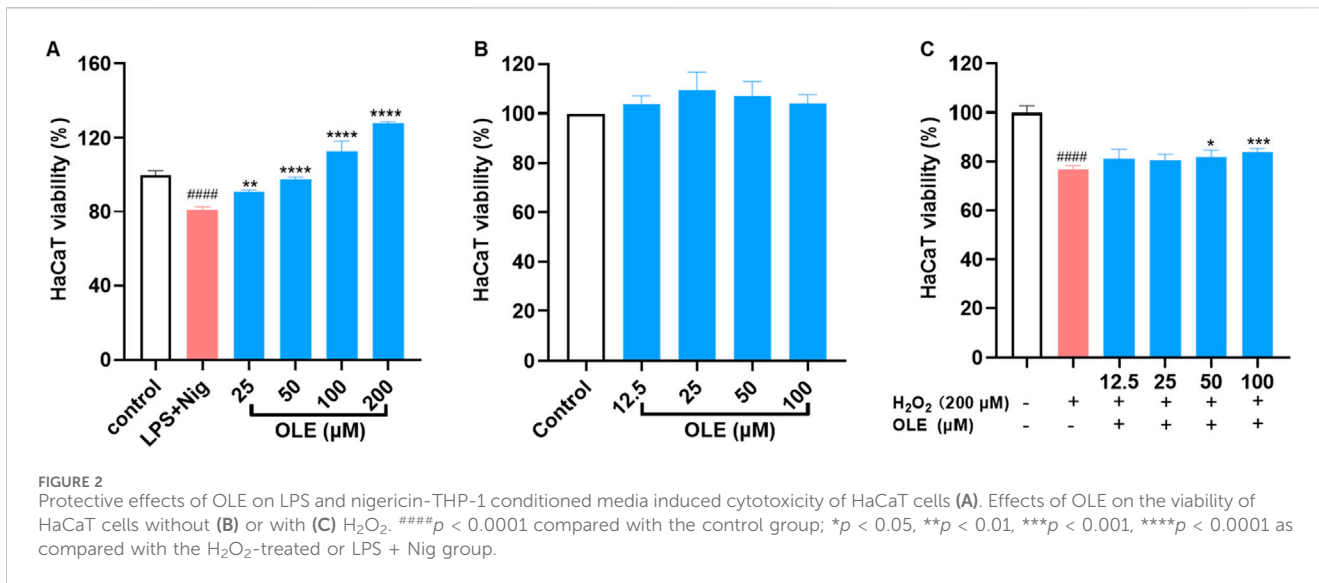 A
HaCaT viability (%)
160
120
80
40
0
####
**
****
****
****
control
LPS+Nig
25
50
100
200
OLE (µM)
B
HaCaT viability (%)
120
100
80
60
40
20
0
Control
12.5
25
50
100
OLE (µM)
C
HaCaT viability (%)
120
100
80
60
40
20
0
####
*
***
12.5 25 50 100
H₂O₂ (200 µM) - + + + + +
OLE (µM) - - + + + +
FIGURE 2
Protective effects of OLE on LPS and nigericin-THP-1 conditioned media induced cytotoxicity of HaCaT cells (A). Effects of OLE on the viability of
HaCaT cells without (B) or with (C) H₂O₂. ####p < 0.0001 compared with the control group; *p < 0.05, **p < 0.01, ***p < 0.001, ****p < 0.0001 as
compared with the H₂O₂-treated or LPS + Nig group.